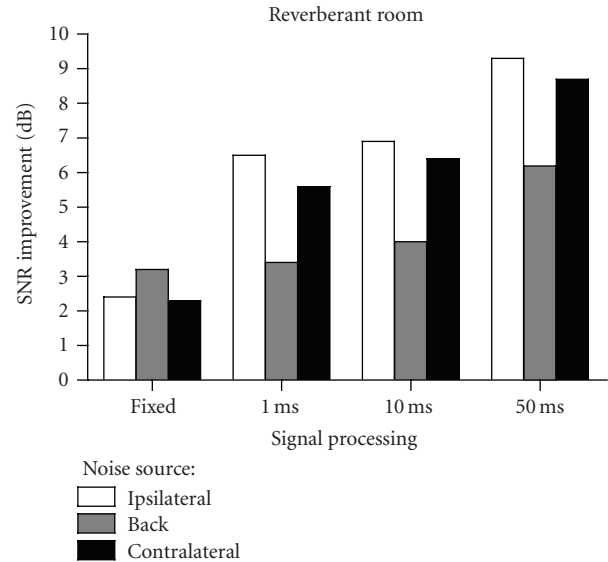 Reverberant room
SNR improvement (dB)
10
9
8
7
6
5
4
3
2
1
0
Fixed 1 ms 10 ms 50 ms
Signal processing
Noise source:
Ipsilateral
Back
Contralateral